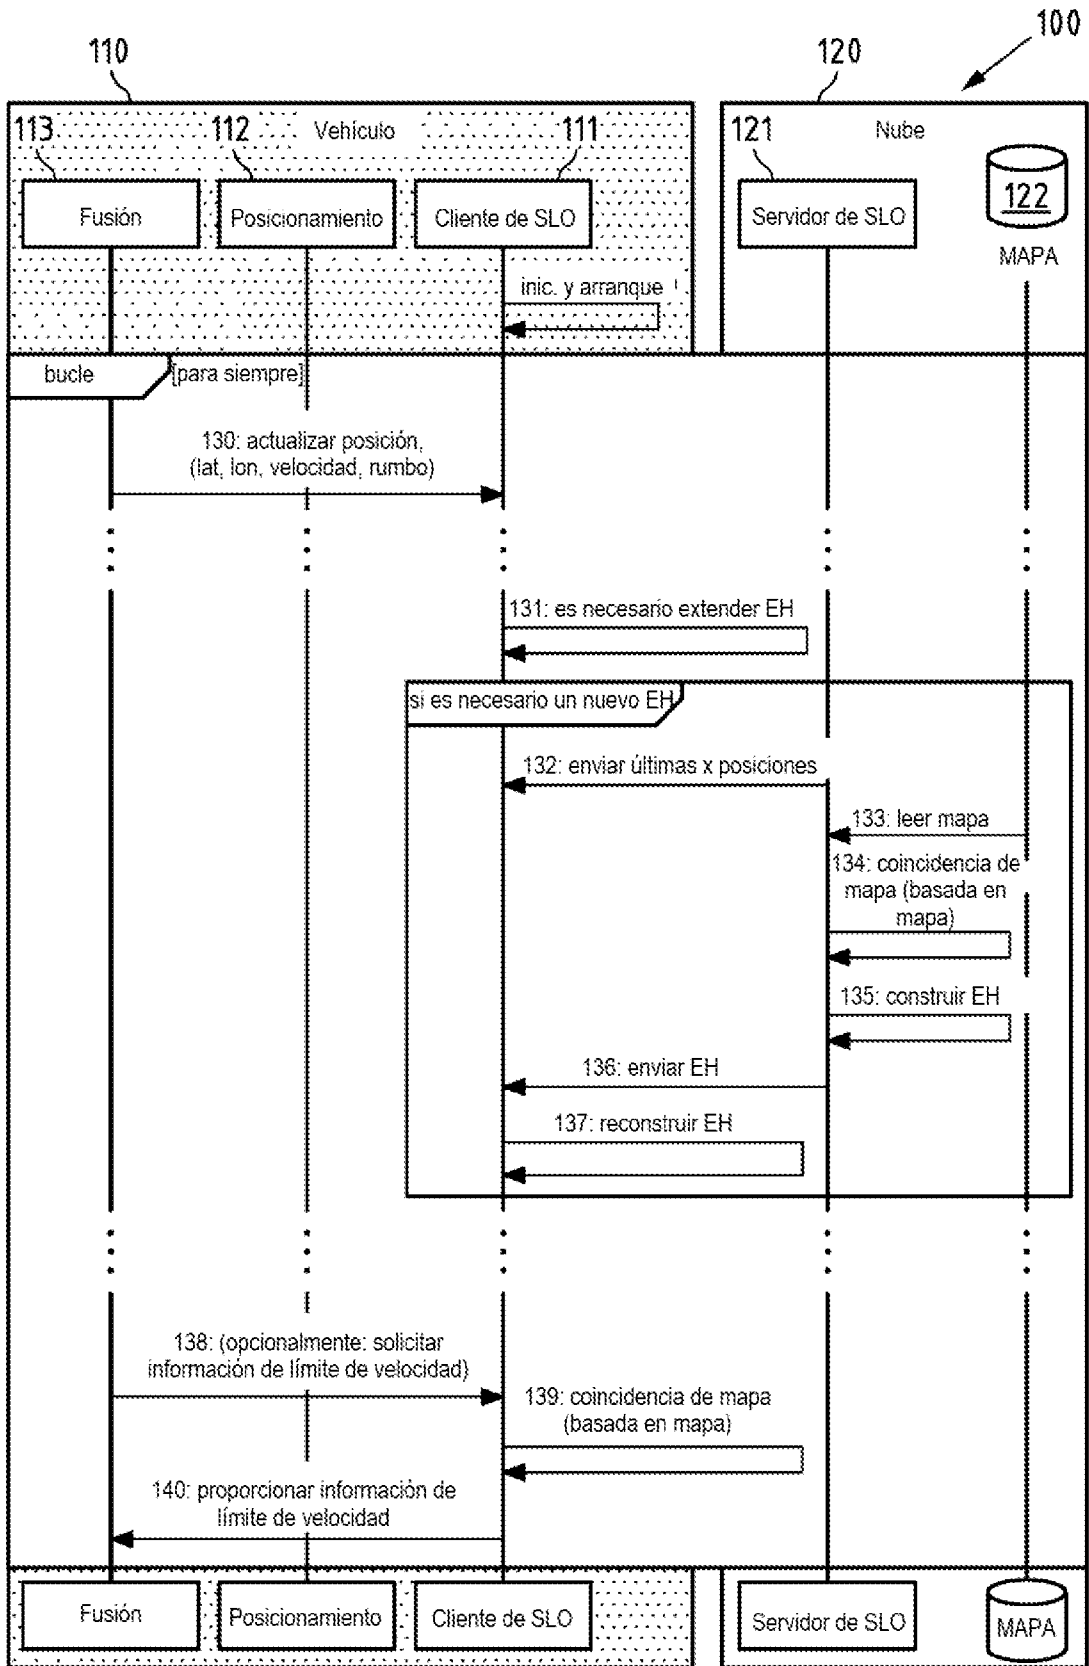 100
110
120
113
112
Vehículo
111
121
Nube
Fusión
Posicionamiento
Cliente de SLO
Servidor de SLO
122
MAPA
inic. y arranque
bucle
[para siempre]
130: actualizar posición,
(lat, lon, velocidad, rumbo)
131: es necesario extender EH
si es necesario un nuevo EH
132: enviar últimas x posiciones
133: leer mapa
134: coincidencia de
mapa (basada en
mapa)
135: construir EH
136: enviar EH
137: reconstruir EH
138: (opcionalmente: solicitar
información de límite de velocidad)
139: coincidencia de mapa
(basada en mapa)
140: proporcionar información de
límite de velocidad
Fusión
Posicionamiento
Cliente de SLO
Servidor de SLO
MAPA